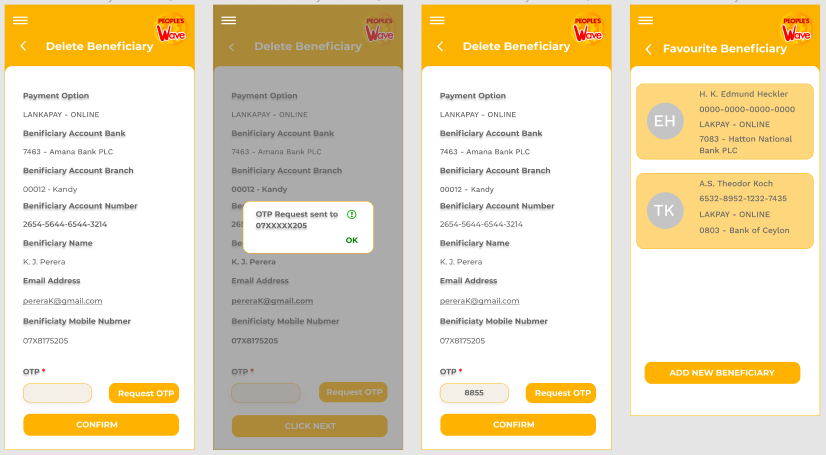 PEOPLE'S
Wave
Delete Beneficiary
Payment Option
LANKAPAY - ONLINE
Benificiary Account Bank
7463 - Amana Bank PLC
Benificiary Account Branch
00012 - Kandy
Benificiary Account Number
2654-5644-6544-3214
Benificiary Name
K. J. Perera
Email Address
pereraK@gmail.com
Benificiaty Mobile Nubmer
07X8175205
OTP *
Request OTP
CONFIRM
PEOPLE'S
Wave
Delete Beneficiary
Payment Option
LANKAPAY - ONLINE
Benificiary Account Bank
7463 - Amana Bank PLC
Benificiary Account Branch
00012 - Kandy
OTP Request sent to
07XXXXX205
OK
K. J. Perera
Email Address
pereraK@gmail.com
Benificiaty Mobile Nubmer
07X8175205
OTP *
Request OTP
CLICK NEXT
PEOPLE'S
Wave
Delete Beneficiary
Payment Option
LANKAPAY - ONLINE
Benificiary Account Bank
7463 - Amana Bank PLC
Benificiary Account Branch
00012 - Kandy
Benificiary Account Number
2654-5644-6544-3214
Benificiary Name
K. J. Perera
Email Address
pereraK@gmail.com
Benificiaty Mobile Nubmer
07X8175205
OTP *
8855
Request OTP
CONFIRM
PEOPLE'S
Wave
Favourite Beneficiary
EH
H. K. Edmund Heckler
0000-0000-0000-0000
LAKPAY - ONLINE
7083 - Hatton National
Bank PLC
TK
A.S. Theodor Koch
6532-8952-1232-7435
LAKPAY - ONLINE
0803 - Bank of Ceylon
ADD NEW BENEFICIARY